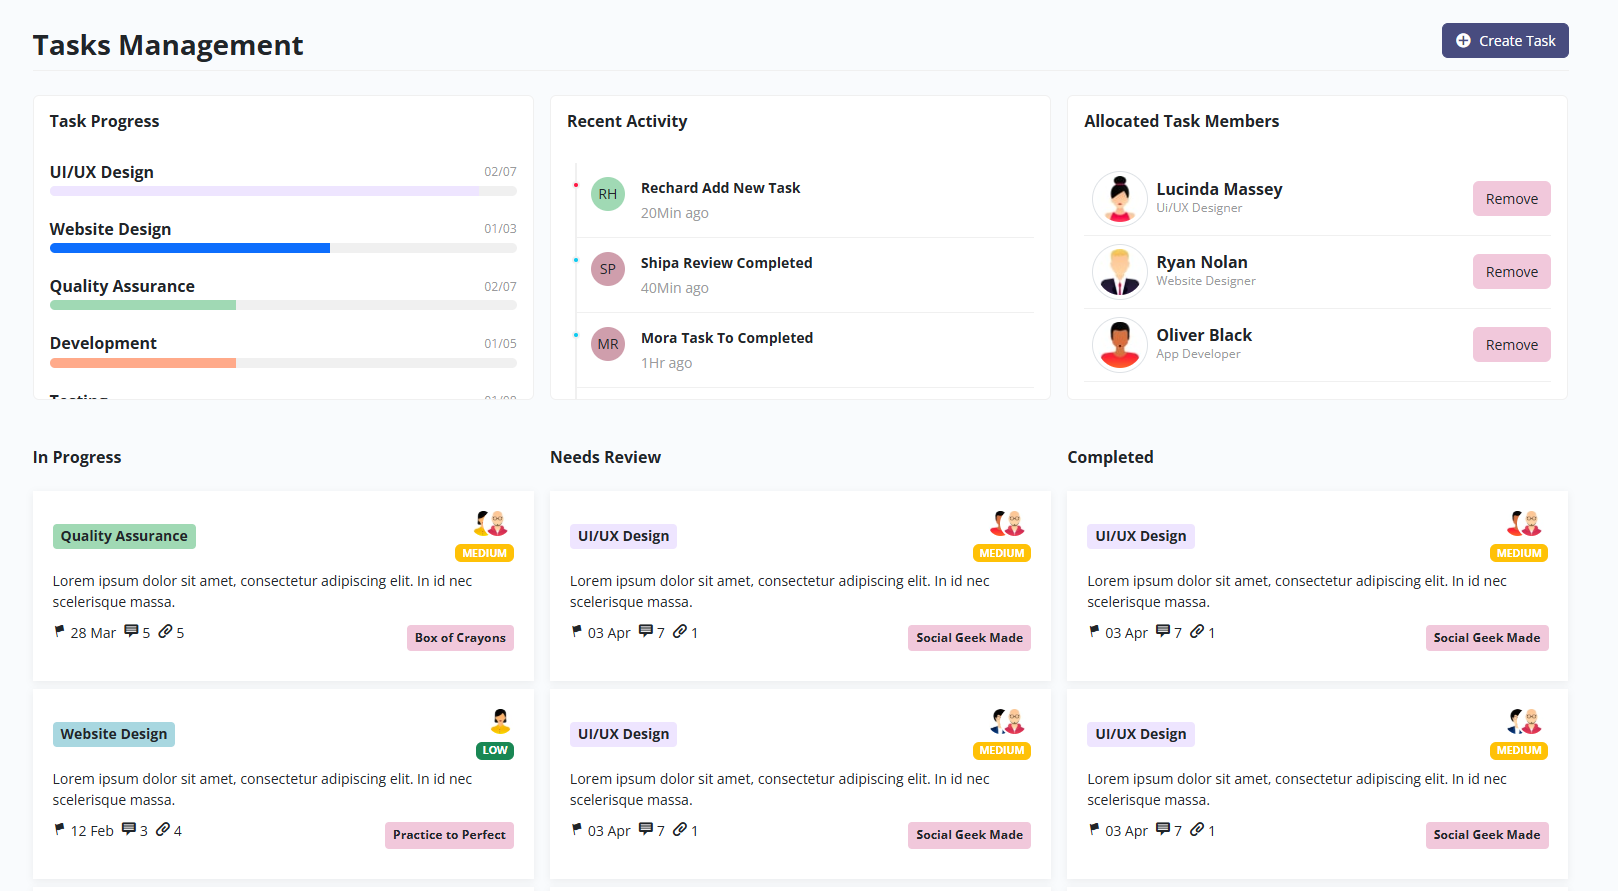 Tasks Management
Create Task
Task Progress
UI/UX Design 02/07
Website Design 01/03
Quality Assurance 02/07
Development 01/05
Recent Activity
RH Rechard Add New Task
20Min ago
SP Shipa Review Completed
40Min ago
MR Mora Task To Completed
1Hr ago
Allocated Task Members
Lucinda Massey
Ui/UX Designer
Remove
Ryan Nolan
Website Designer
Remove
Oliver Black
App Developer
Remove
In Progress
Quality Assurance
MEDIUM
Lorem ipsum dolor sit amet, consectetur adipiscing elit. In id nec
scelerisque massa.
28 Mar 5 5
Box of Crayons
Website Design
LOW
Lorem ipsum dolor sit amet, consectetur adipiscing elit. In id nec
scelerisque massa.
12 Feb 3 4
Practice to Perfect
Needs Review
UI/UX Design
MEDIUM
Lorem ipsum dolor sit amet, consectetur adipiscing elit. In id nec
scelerisque massa.
03 Apr 7 1
Social Geek Made
UI/UX Design
MEDIUM
Lorem ipsum dolor sit amet, consectetur adipiscing elit. In id nec
scelerisque massa.
03 Apr 7 1
Social Geek Made
Completed
UI/UX Design
MEDIUM
Lorem ipsum dolor sit amet, consectetur adipiscing elit. In id nec
scelerisque massa.
03 Apr 7 1
Social Geek Made
UI/UX Design
MEDIUM
Lorem ipsum dolor sit amet, consectetur adipiscing elit. In id nec
scelerisque massa.
03 Apr 7 1
Social Geek Made